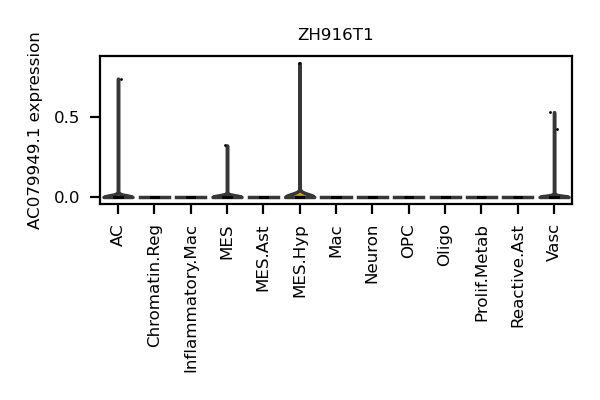 ZH916T1
AC079949.1 expression
0.5
0.0
AC
Chromatin.Reg
Inflammatory.Mac
MES
MES.Ast
MES.Hyp
Mac
Neuron
OPC
Oligo
Prolif.Metab
Reactive.Ast
Vasc